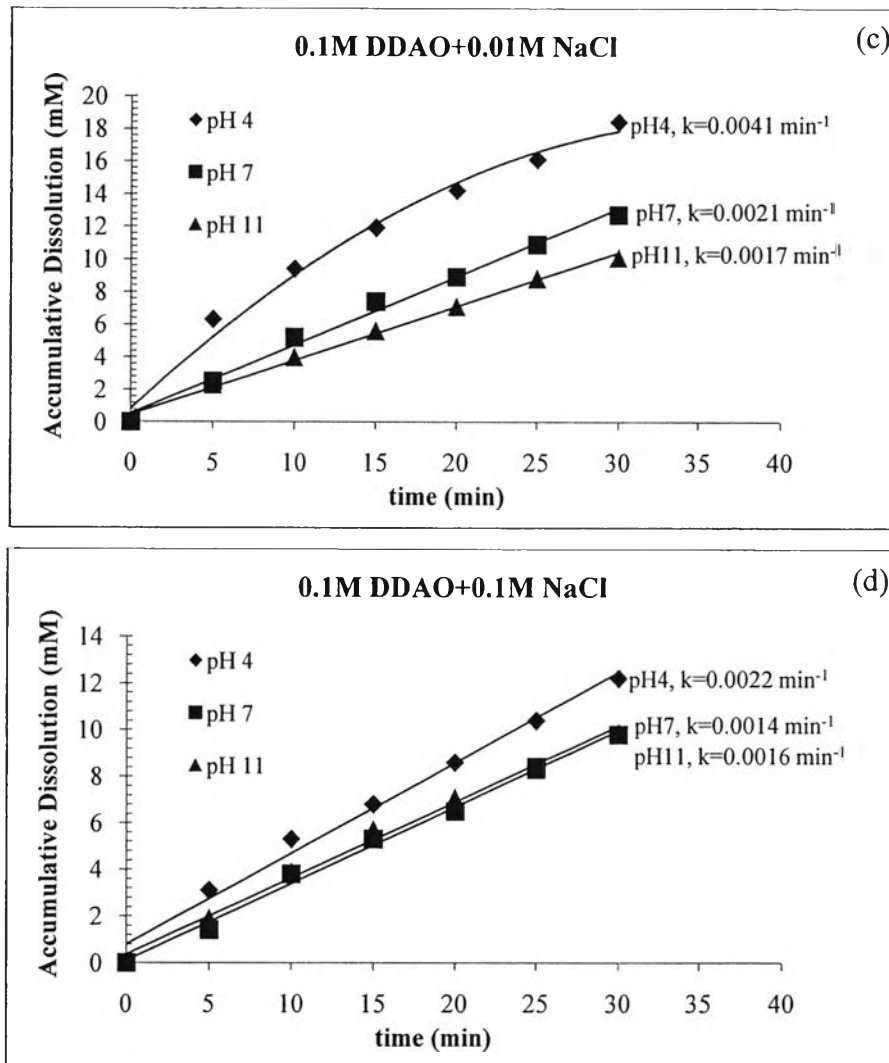 (c)
0.1M DDAO+0.01M NaCl
Accumulative Dissolution (mM)
20
18
16
14
12
10
8
6
4
2
0
pH 4
pH 7
pH 11
pH4, k=0.0041 min-1
pH7, k=0.0021 min-1
pH11, k=0.0017 min-1
0 5 10 15 20 25 30 35 40
time (min)
(d)
0.1M DDAO+0.1M NaCl
Accumulative Dissolution (mM)
14
12
10
8
6
4
2
0
pH 4
pH 7
pH 11
pH4, k=0.0022 min-1
pH7, k=0.0014 min-1
pH11, k=0.0016 min-1
0 5 10 15 20 25 30 35 40
time (min)